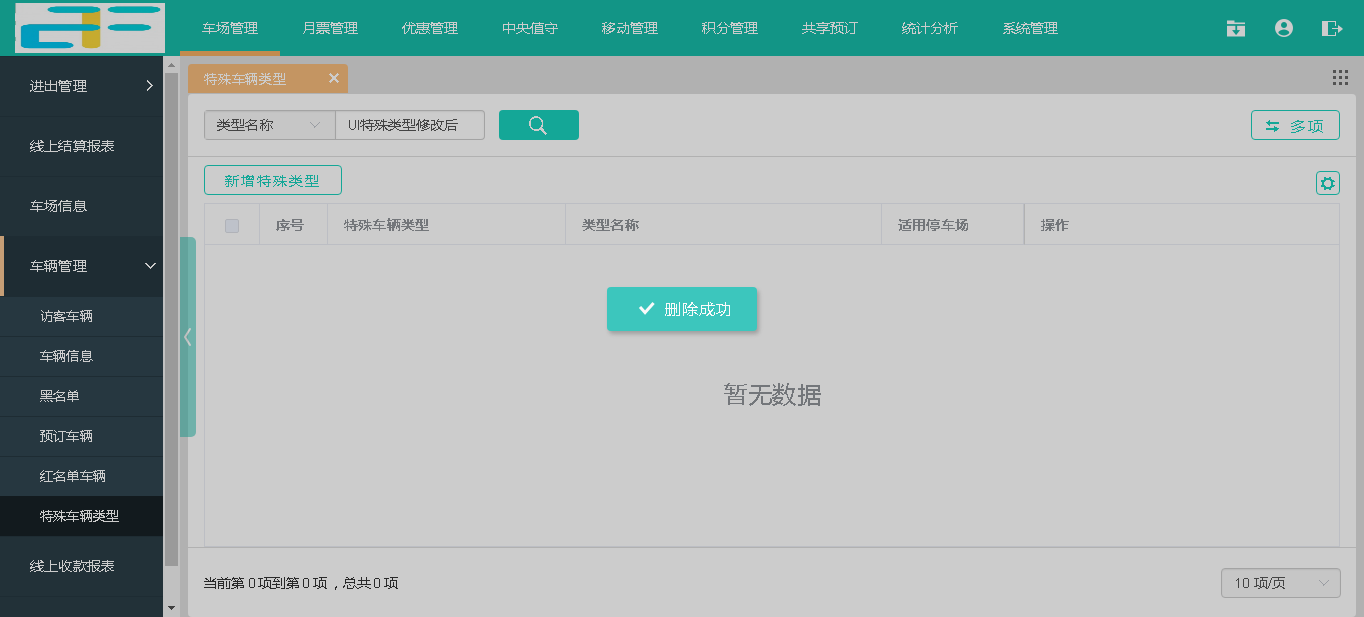 车场管理 月票管理 优惠管理 中央值守 移动管理 积分管理 共享预订 统计分析 系统管理
特殊车辆类型
进出管理
线上结算报表
车场信息
车辆管理
访客车辆
车辆信息
黑名单
预订车辆
红名单车辆
特殊车辆类型
线上收款报表
类型名称 UI特殊类型修改后 多项
新增特殊类型
序号 特殊车辆类型 类型名称 适用停车场 操作
删除成功
暂无数据
当前第 0 项到第 0 项，总共 0 项 10 项/页